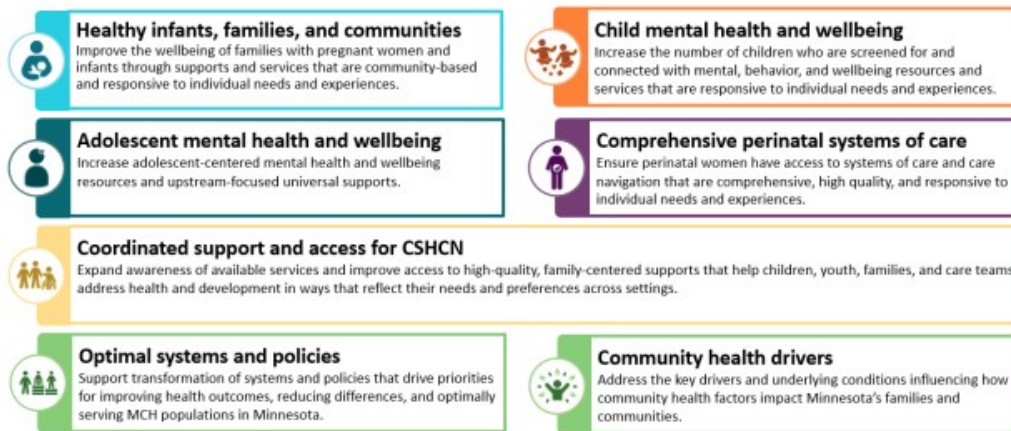 Healthy infants, families, and communities
Improve the wellbeing of families with pregnant women and
infants through supports and services that are community-based
and responsive to individual needs and experiences.
Child mental health and wellbeing
Increase the number of children who are screened for and
connected with mental, behavior, and wellbeing resources and
services that are responsive to individual needs and experiences.
Adolescent mental health and wellbeing
Increase adolescent-centered mental health and wellbeing
resources and upstream-focused universal supports.
Comprehensive perinatal systems of care
Ensure perinatal women have access to systems of care and care
navigation that are comprehensive, high quality, and responsive to
individual needs and experiences.
Coordinated support and access for CSHCN
Expand awareness of available services and improve access to high-quality, family-centered supports that help children, youth, families, and care teams
address health and development in ways that reflect their needs and preferences across settings.
Optimal systems and policies
Support transformation of systems and policies that drive priorities
for improving health outcomes, reducing differences, and optimally
serving MCH populations in Minnesota.
Community health drivers
Address the key drivers and underlying conditions influencing how
community health factors impact Minnesota's families and
communities.